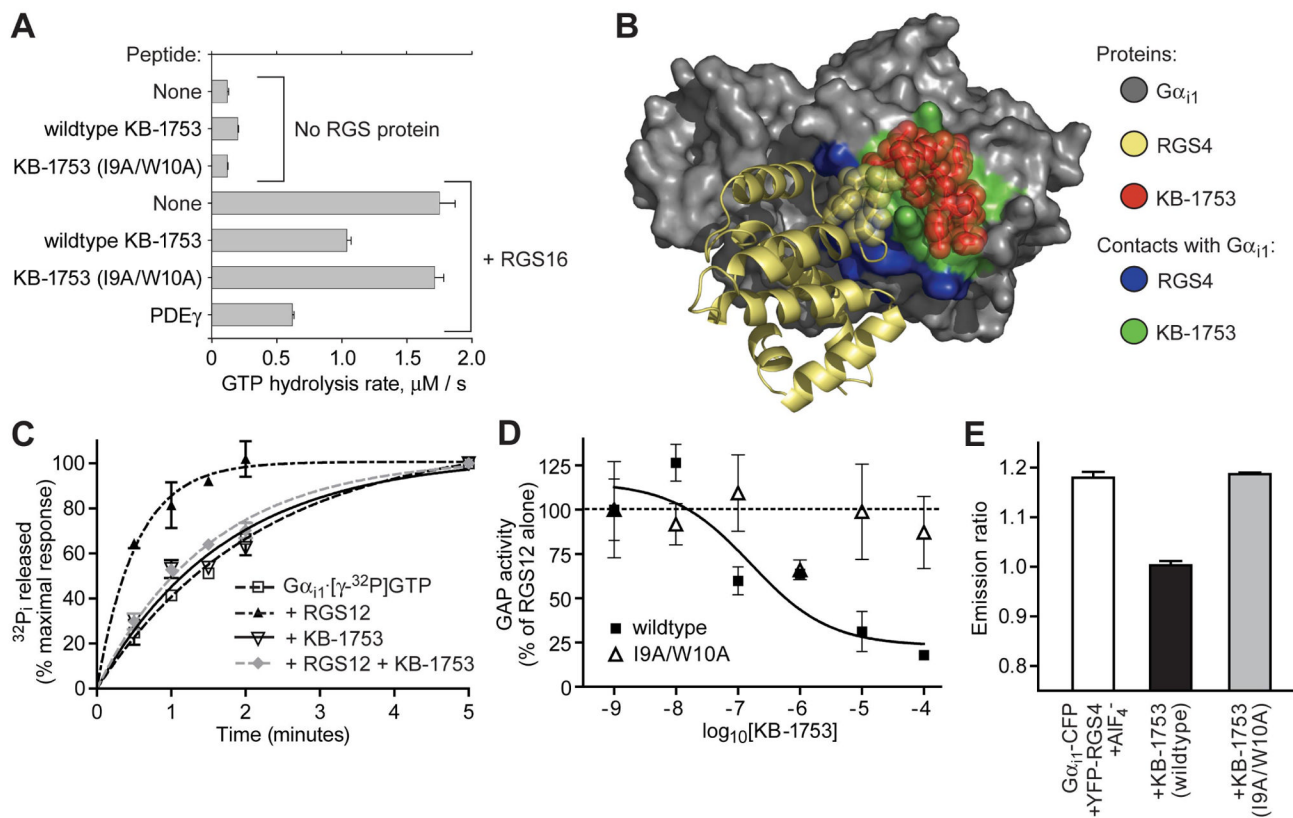 A
Peptide:
None
wildtype KB-1753
KB-1753 (I9A/W10A)
No RGS protein
None
wildtype KB-1753
KB-1753 (I9A/W10A)
PDEγ
+ RGS16
0 0.5 1.0 1.5 2.0
GTP hydrolysis rate, μM / s
B
Proteins:
Gαi1
RGS4
KB-1753
Contacts with Gαi1:
RGS4
KB-1753
C
32Pi released
(% maximal response)
100
80
60
40
20
0
Gαi1·[γ-32P]GTP
+ RGS12
+ KB-1753
+ RGS12 + KB-1753
0 1 2 3 4 5
Time (minutes)
D
GAP activity
(% of RGS12 alone)
125
100
75
50
25
0
wildtype
I9A/W10A
-9 -8 -7 -6 -5 -4
log10[KB-1753]
E
Emission ratio
1.2
1.0
0.8
Gαi1-CFP
+YFP-RGS4
+AlF4-
+KB-1753
(wildtype)
+KB-1753
(I9A/W10A)